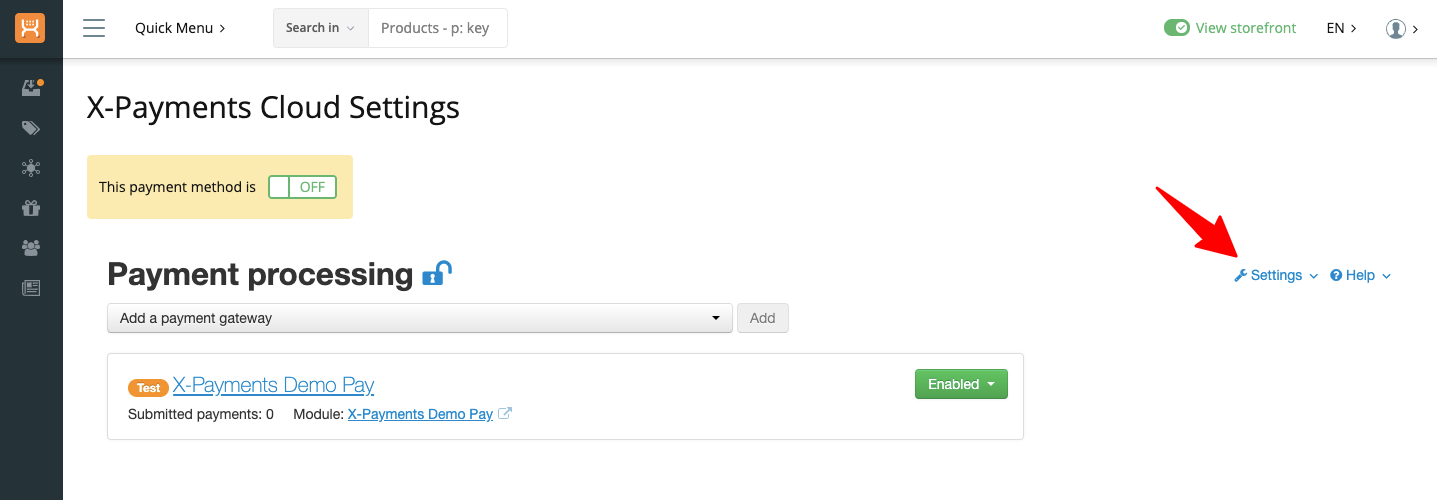 Quick Menu
Search in
Products - p: key
View storefront
EN
X-Payments Cloud Settings
This payment method is OFF
Payment processing
Settings
Help
Add a payment gateway
Add
Test X-Payments Demo Pay
Enabled
Submitted payments: 0 Module: X-Payments Demo Pay